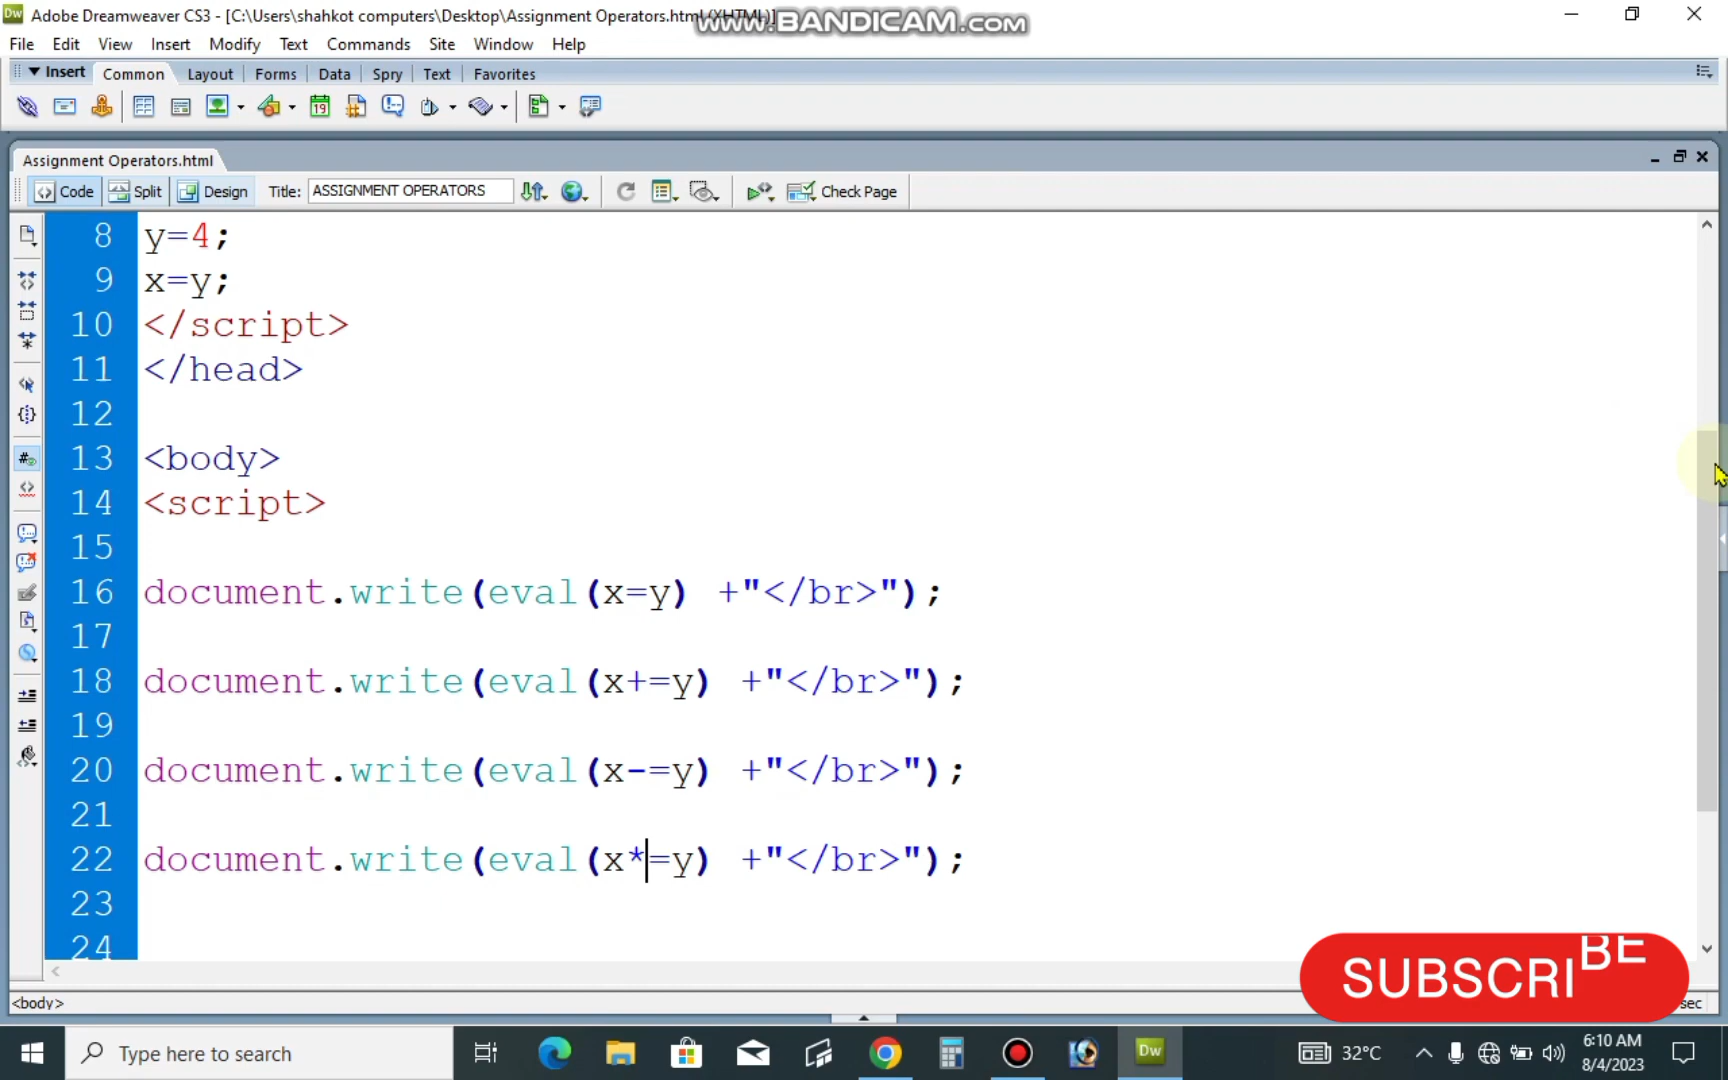 Dw Adobe Dreamweaver CS3 - [C:\Users\shahkot computers\Desktop\Assignment Operators.html (XHTML)]
www.BANDICAM.com
File Edit View Insert Modify Text Commands Site Window Help
Insert Common Layout Forms Data Spry Text Favorites
19
Assignment Operators.html
Code Split Design Title: ASSIGNMENT OPERATORS Check Page
8 y=4;
9 x=y;
10 </script>
11 </head>
12
13 <body>
14 <script>
15
16 document.write(eval(x=y) +"</br>");
17
18 document.write(eval(x+=y) +"</br>");
19
20 document.write(eval(x-=y) +"</br>");
21
22 document.write(eval(x*=y) +"</br>");
23
24
SUBSCRIBE
<body> sec
Type here to search Dw 32°C 6:10 AM
8/4/2023